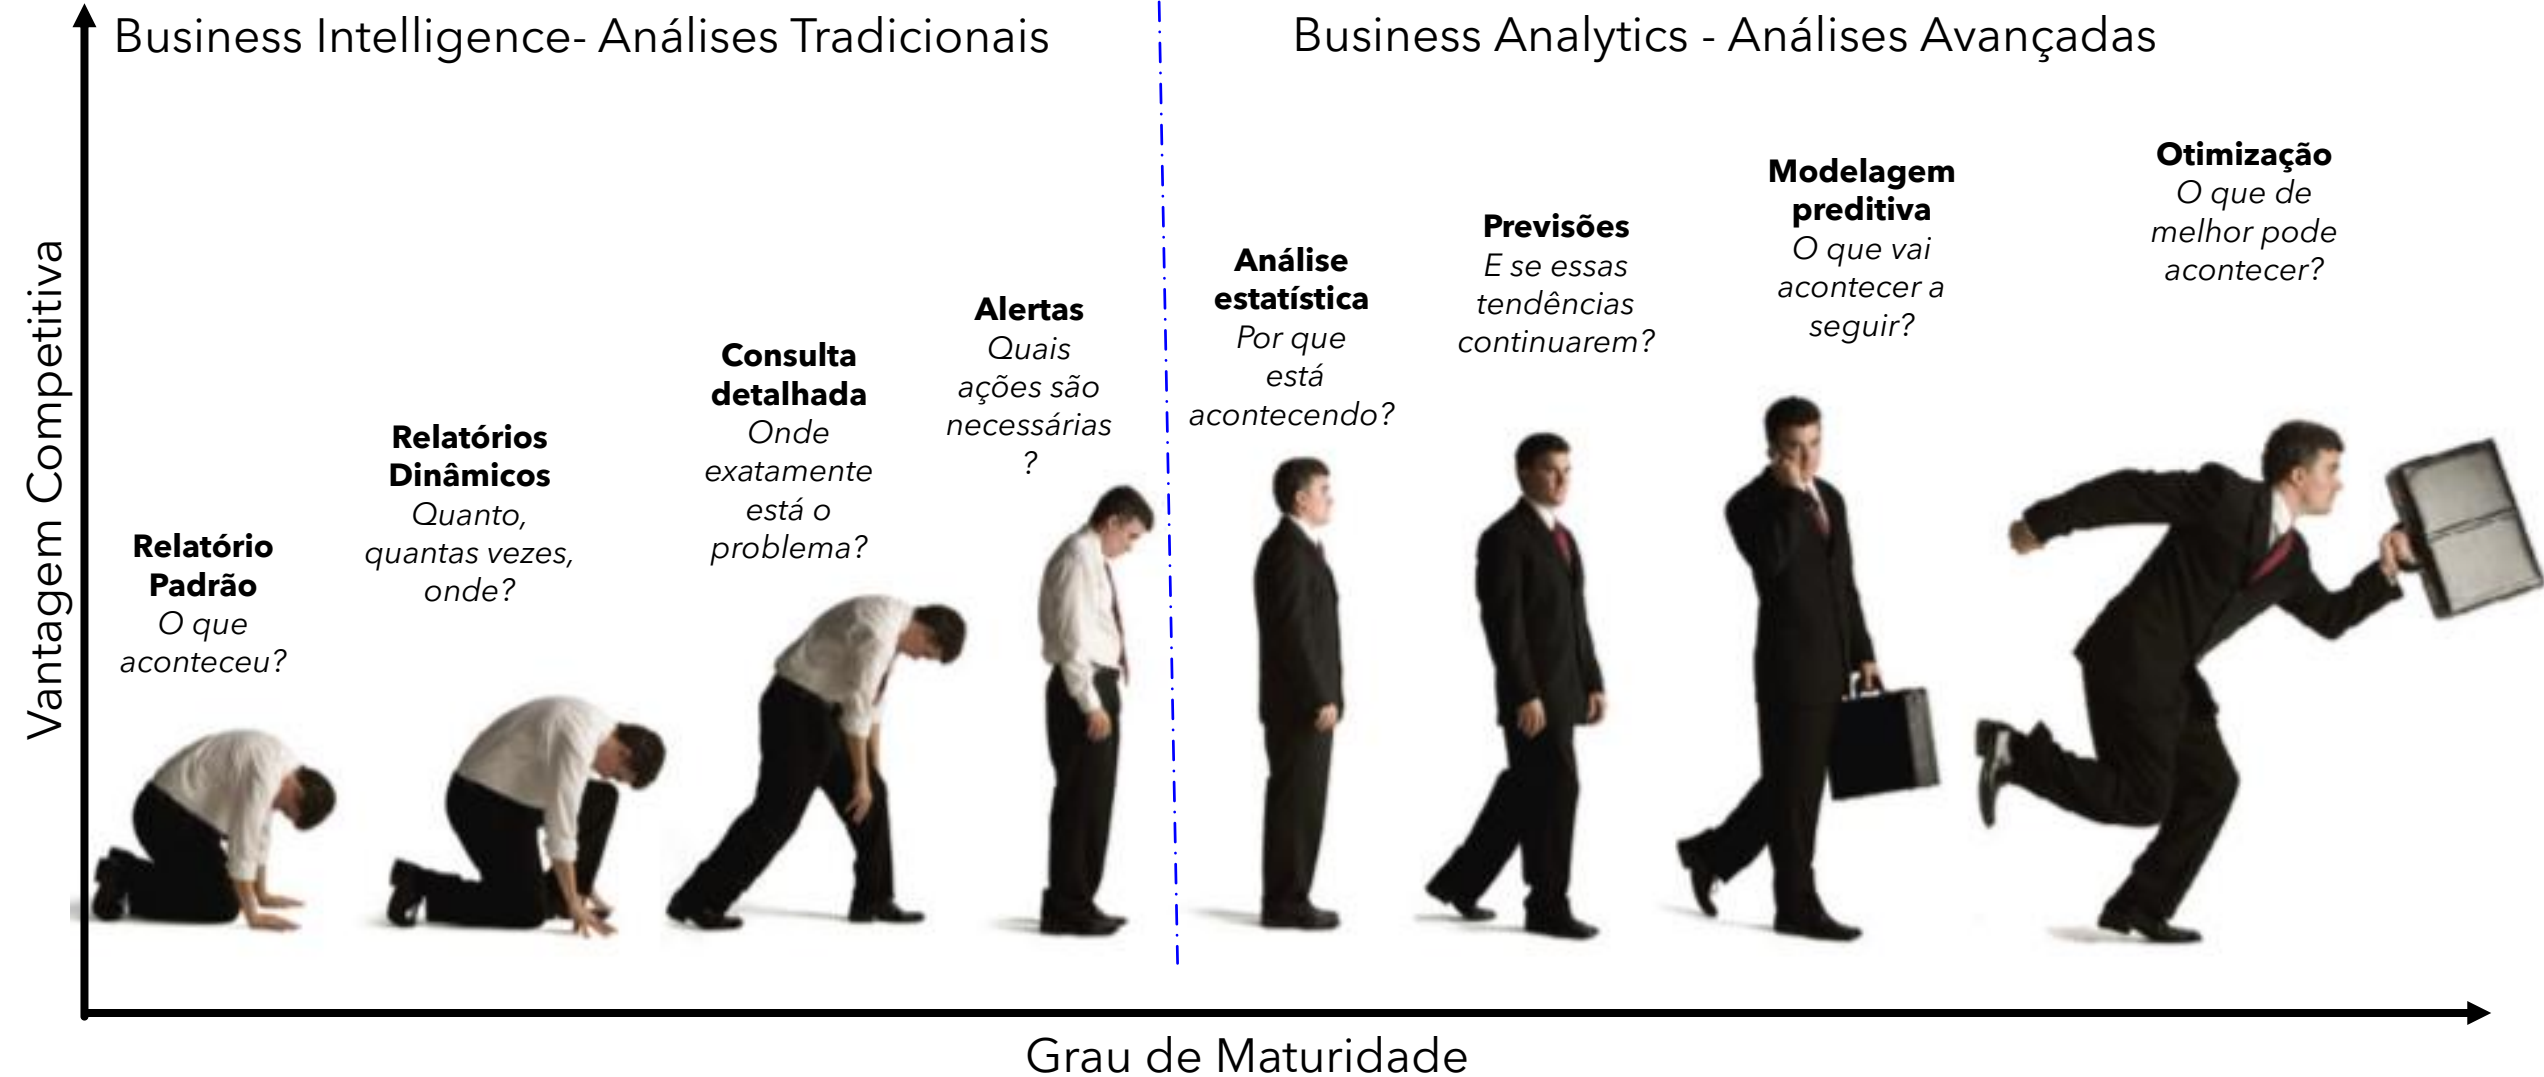 Business Intelligence- Análises Tradicionais
Business Analytics - Análises Avançadas
Vantagem Competitiva
Relatório
Padrão
O que
aconteceu?
Relatórios
Dinâmicos
Quanto,
quantas vezes,
onde?
Consulta
detalhada
Onde
exatamente
está o
problema?
Alertas
Quais
ações são
necessárias
?
Análise
estatística
Por que
está
acontecendo?
Previsões
E se essas
tendências
continuarem?
Modelagem
preditiva
O que vai
acontecer a
seguir?
Otimização
O que de
melhor pode
acontecer?
Grau de Maturidade